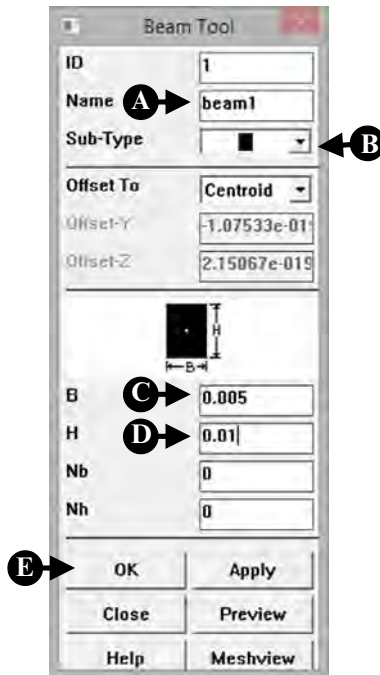 Beam Tool
ID 1
Name A beam1
Sub-Type B
Offset To Centroid
Offset-Y -1.07533e-01
Offset-Z 2.15067e-019
H
B
B C 0.005
H D 0.01
Nb 0
Nh 0
E OK Apply
Close Preview
Help Meshview